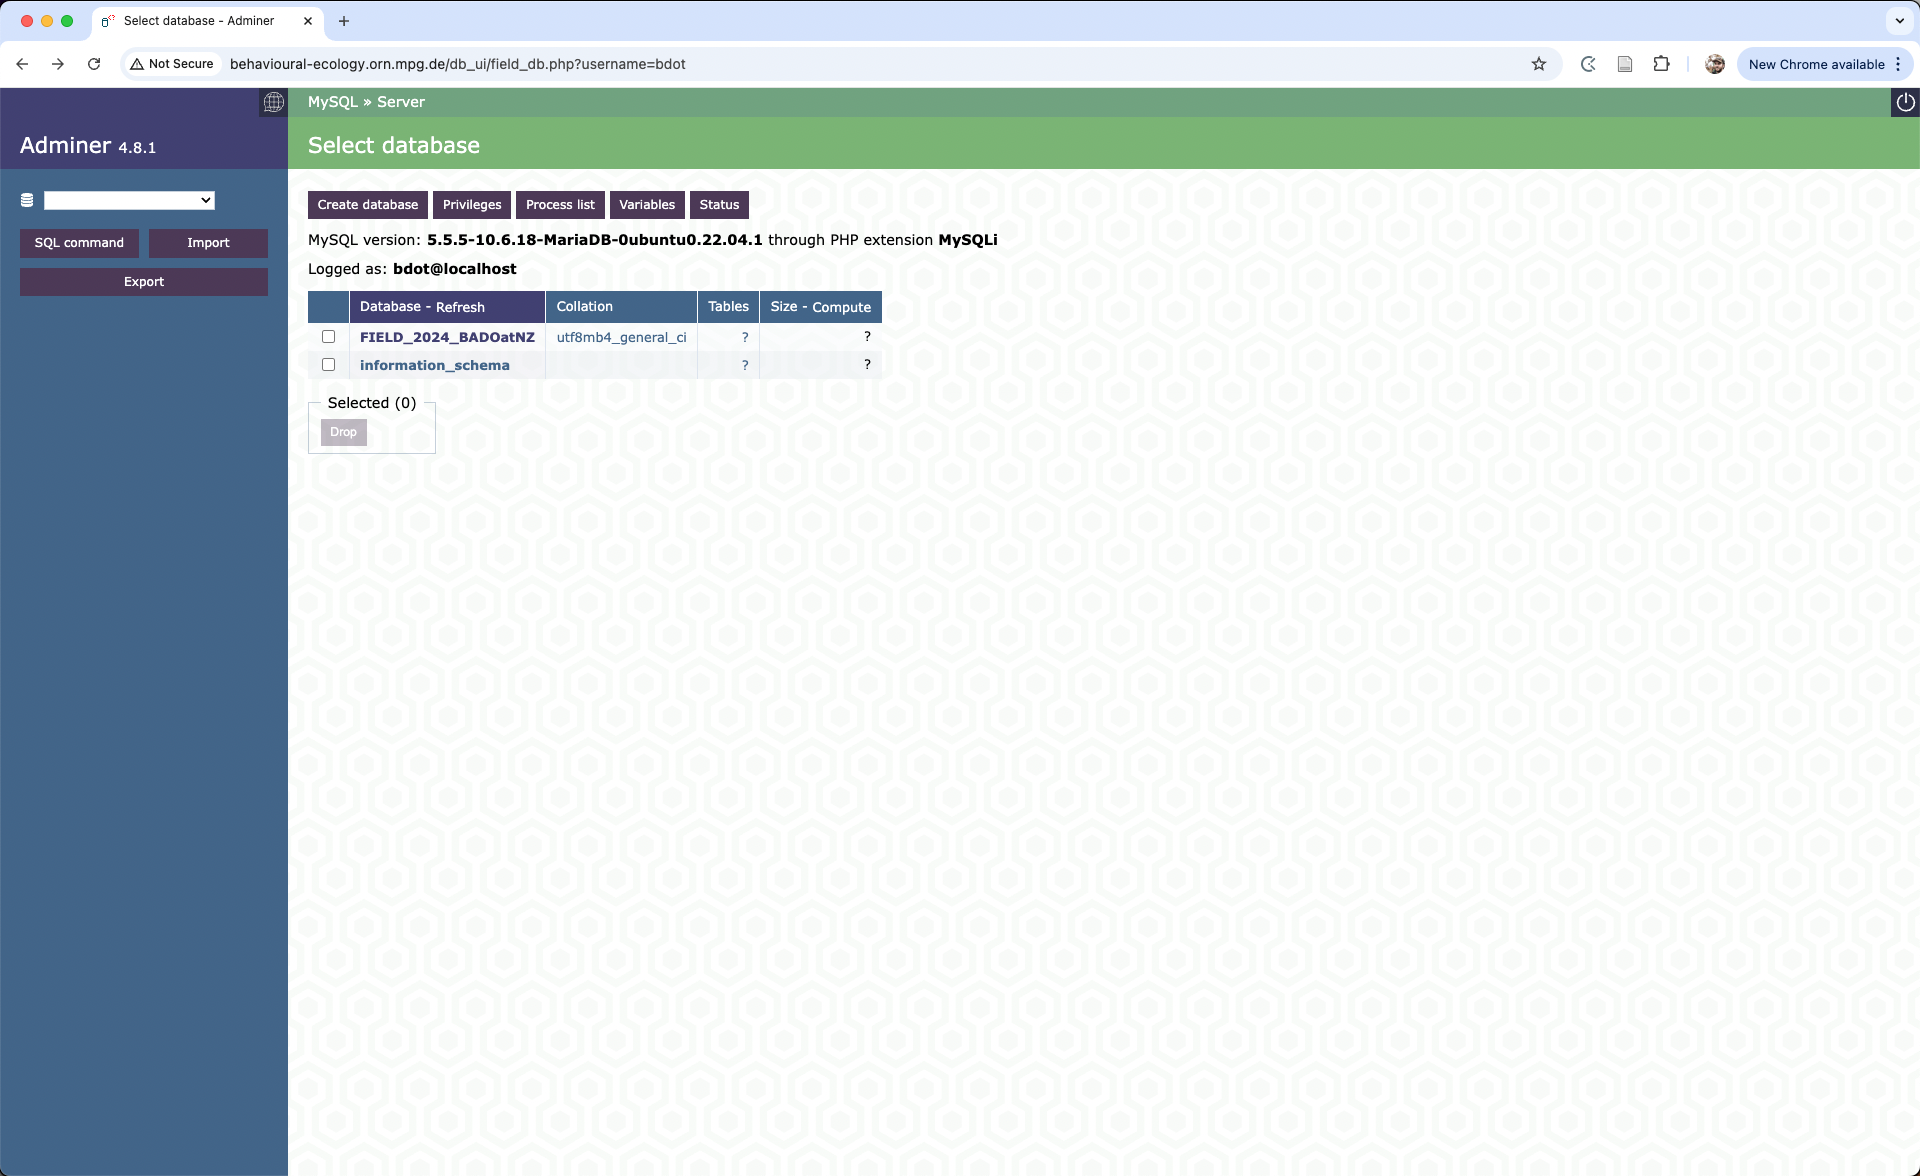 Select database - Adminer
Not Secure
behavioural-ecology.orn.mpg.de/db_ui/field_db.php?username=bdot
New Chrome available
MySQL » Server
Adminer 4.8.1
Select database
Create database Privileges Process list Variables Status
SQL command Import
Export
MySQL version: 5.5.5-10.6.18-MariaDB-0ubuntu0.22.04.1 through PHP extension MySQLi
Logged as: bdot@localhost
Database - Refresh Collation Tables Size - Compute
FIELD_2024_BADOatNZ utf8mb4_general_ci ? ?
information_schema ? ?
Selected (0)
Drop